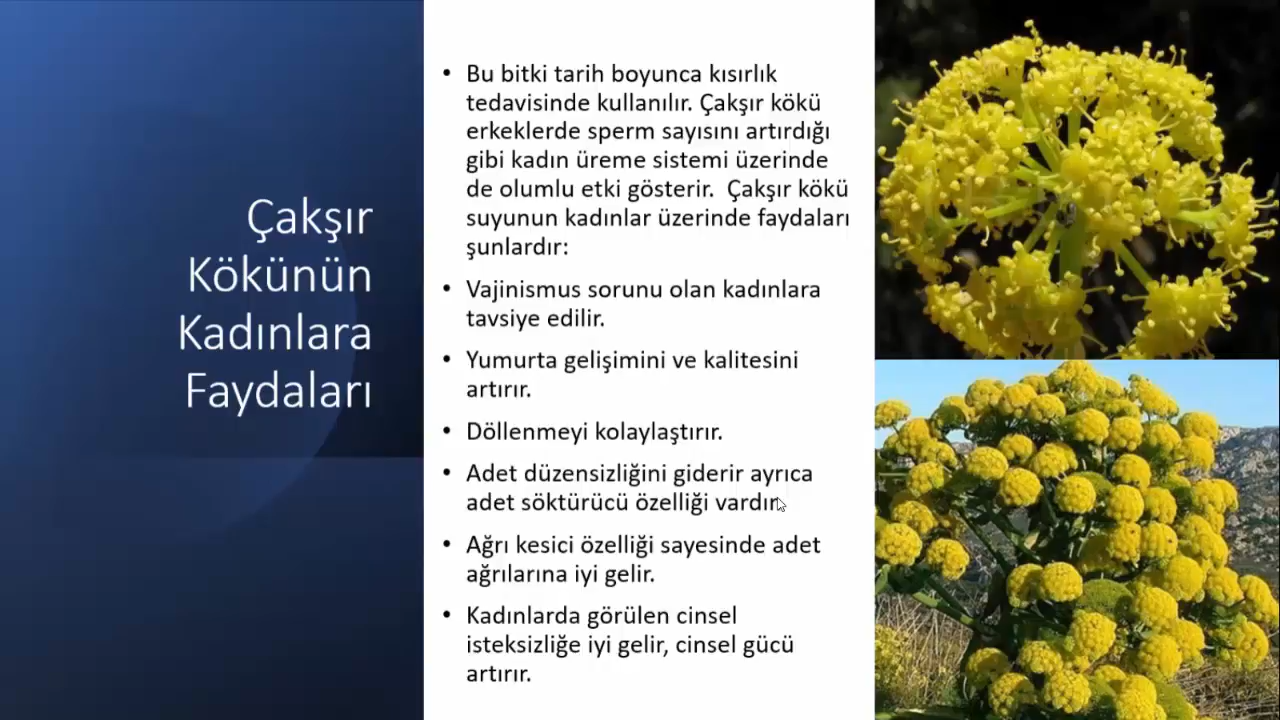 Çakşır
Kökünün
Kadınlara
Faydaları
• Bu bitki tarih boyunca kısırlık
tedavisinde kullanılır. Çakşır kökü
erkeklerde sperm sayısını artırdığı
gibi kadın üreme sistemi üzerinde
de olumlu etki gösterir.  Çakşır kökü
suyunun kadınlar üzerinde faydaları
şunlardır:
• Vajinismus sorunu olan kadınlara
tavsiye edilir.
• Yumurta gelişimini ve kalitesini
artırır.
• Döllenmeyi kolaylaştırır.
• Adet düzensizliğini giderir ayrıca
adet söktürücü özelliği vardır.
• Ağrı kesici özelliği sayesinde adet
ağrılarına iyi gelir.
• Kadınlarda görülen cinsel
isteksizliğe iyi gelir, cinsel gücü
artırır.